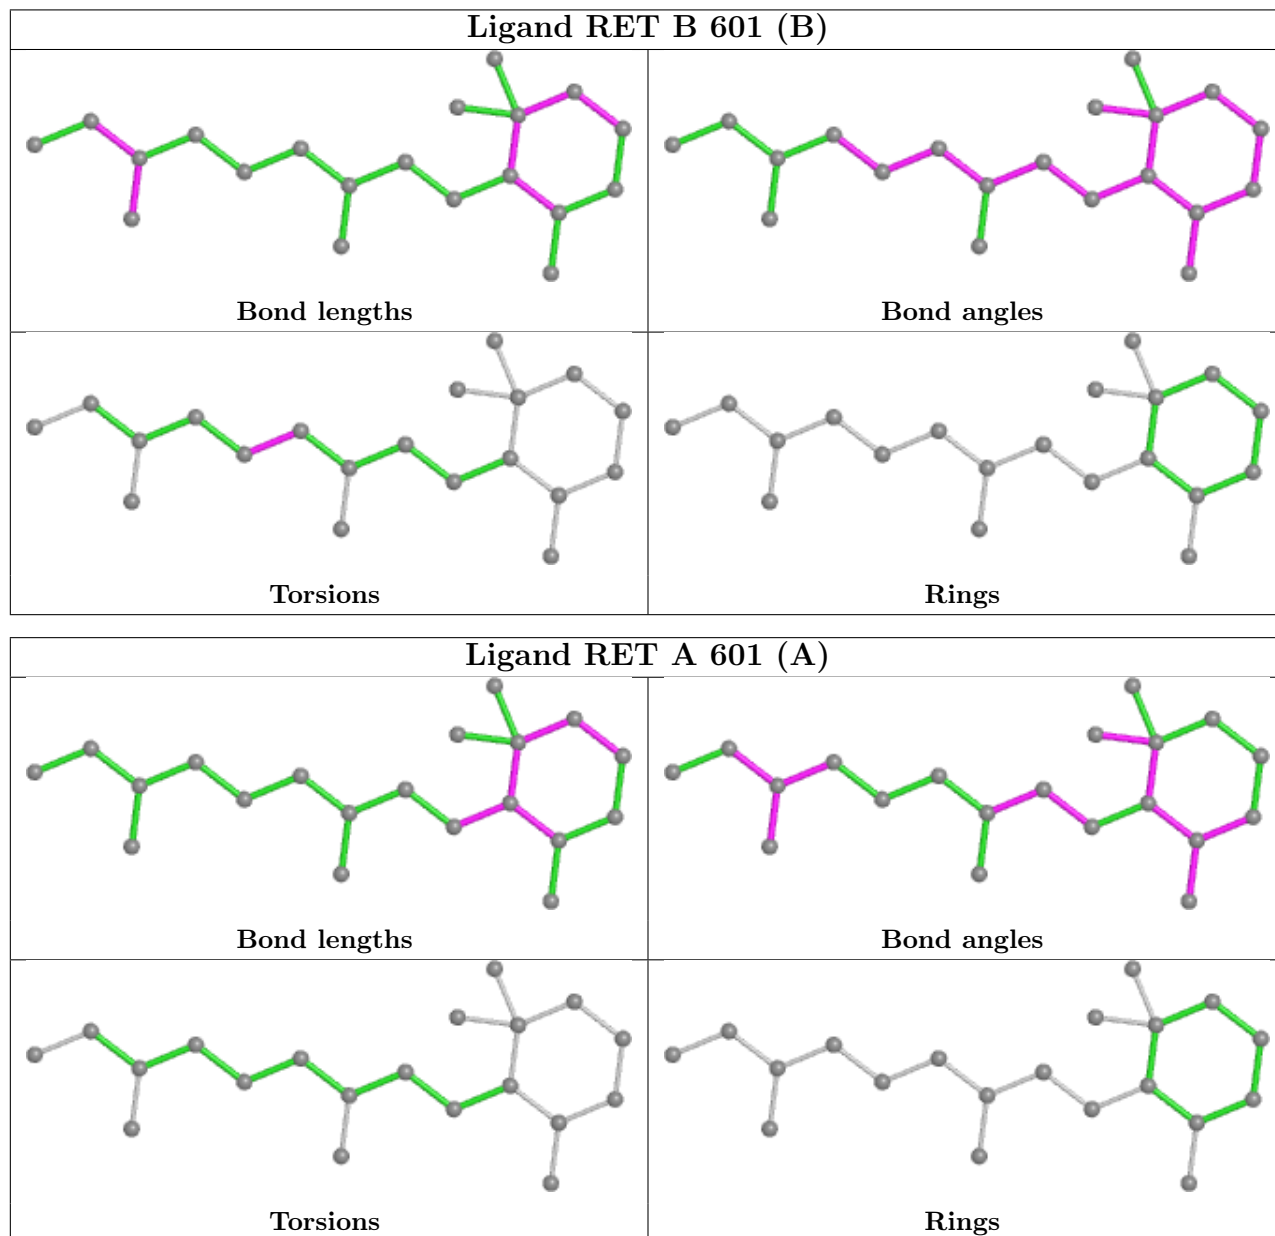 Ligand RET B 601 (B)
Bond lengths
Bond angles
Torsions
Rings
Ligand RET A 601 (A)
Bond lengths
Bond angles
Torsions
Rings